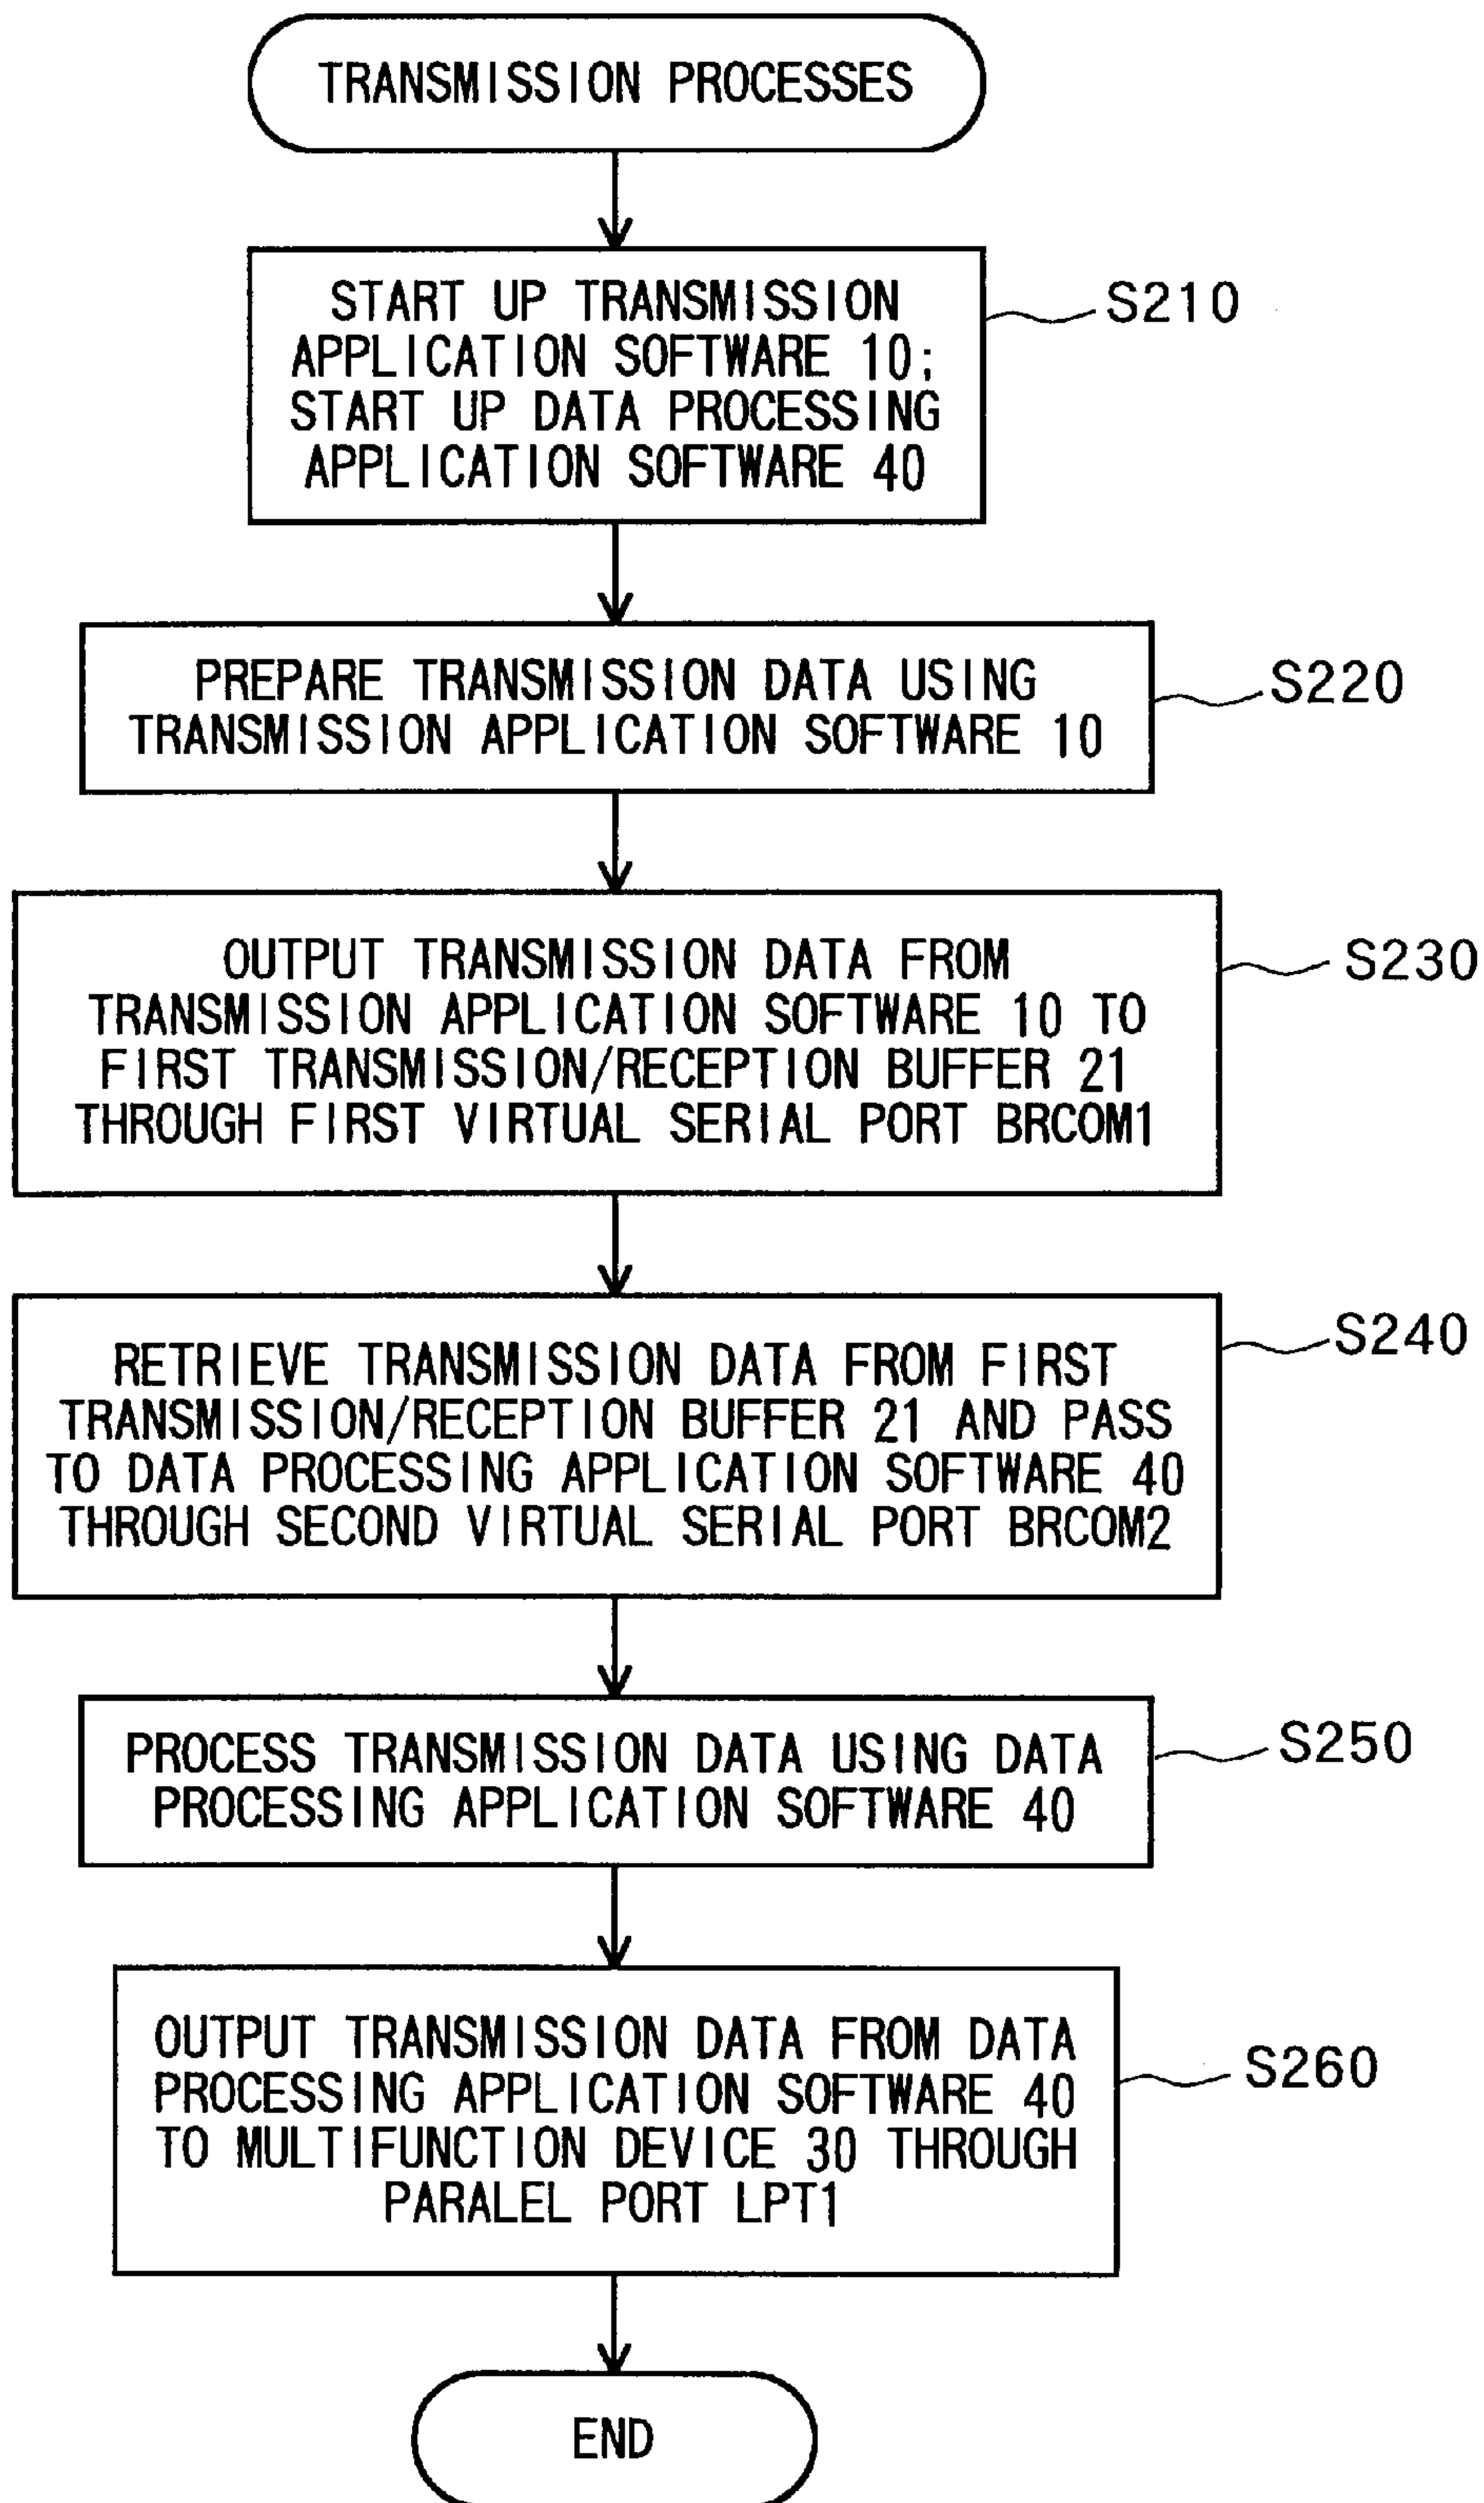 TRANSMISSION PROCESSES
START UP TRANSMISSION
APPLICATION SOFTWARE 10;
START UP DATA PROCESSING
APPLICATION SOFTWARE 40
S210
PREPARE TRANSMISSION DATA USING
TRANSMISSION APPLICATION SOFTWARE 10
S220
OUTPUT TRANSMISSION DATA FROM
TRANSMISSION APPLICATION SOFTWARE 10 TO
FIRST TRANSMISSION/RECEPTION BUFFER 21
THROUGH FIRST VIRTUAL SERIAL PORT BRCOM1
S230
RETRIEVE TRANSMISSION DATA FROM FIRST
TRANSMISSION/RECEPTION BUFFER 21 AND PASS
TO DATA PROCESSING APPLICATION SOFTWARE 40
THROUGH SECOND VIRTUAL SERIAL PORT BRCOM2
S240
PROCESS TRANSMISSION DATA USING DATA
PROCESSING APPLICATION SOFTWARE 40
S250
OUTPUT TRANSMISSION DATA FROM DATA
PROCESSING APPLICATION SOFTWARE 40
TO MULTIFUNCTION DEVICE 30 THROUGH
PARALEL PORT LPT1
S260
END